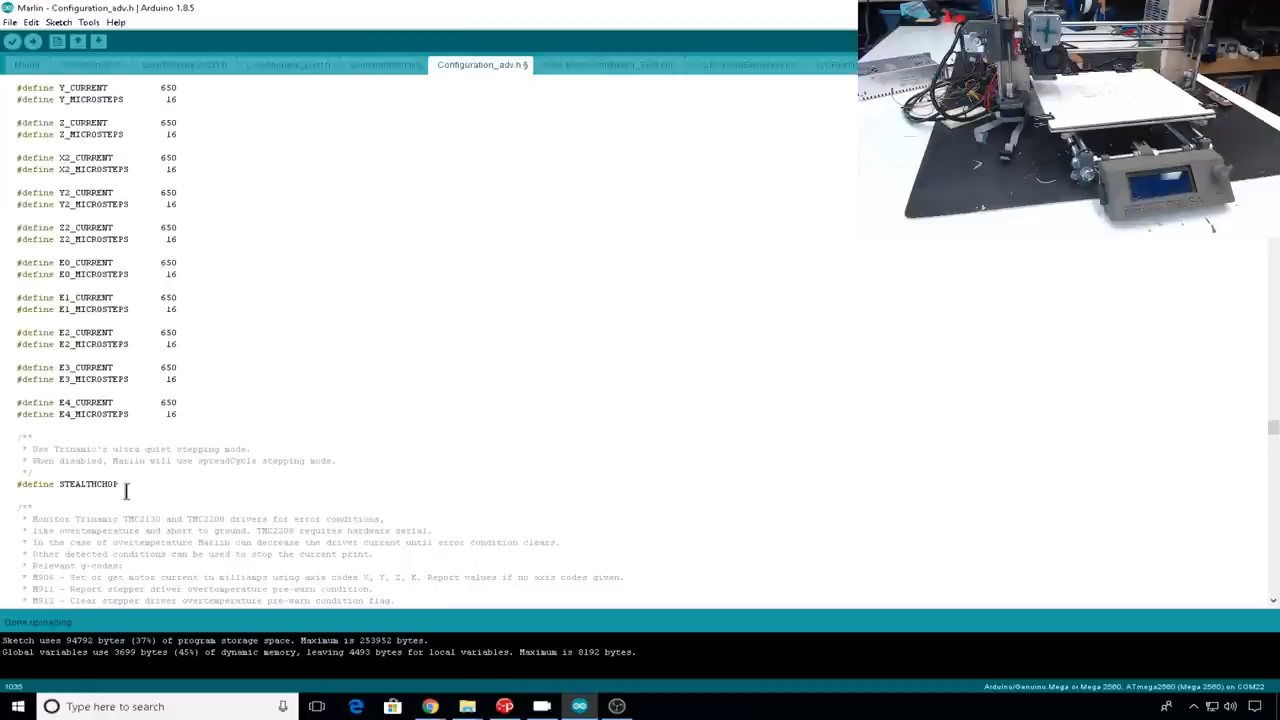 Marlin - Configuration_adv.h | Arduino 1.8.5
File Edit Sketch Tools Help
Configuration_adv.h §
#define Y_CURRENT 650
#define Y_MICROSTEPS 16
#define Z_CURRENT 650
#define Z_MICROSTEPS 16
#define X2_CURRENT 650
#define X2_MICROSTEPS 16
#define Y2_CURRENT 650
#define Y2_MICROSTEPS 16
#define Z2_CURRENT 650
#define Z2_MICROSTEPS 16
#define E0_CURRENT 650
#define E0_MICROSTEPS 16
#define E1_CURRENT 650
#define E1_MICROSTEPS 16
#define E2_CURRENT 650
#define E2_MICROSTEPS 16
#define E3_CURRENT 650
#define E3_MICROSTEPS 16
#define E4_CURRENT 650
#define E4_MICROSTEPS 16
/**
* Use Trinamic's ultra quiet stepping mode.
* When disabled, Marlin will use spreadCycle stepping mode.
*/
#define STEALTHCHOP
/**
* Monitor Trinamic TMC2130 and TMC2208 drivers for error conditions,
* like overtemperature and short to ground. TMC2208 requires hardware serial.
* In the case of overtemperature Marlin can decrease the driver current until error condition clears.
* Other detected conditions can be used to stop the current print.
* Relevant g-codes:
* M906 - Set or get motor current in milliamps using axis codes X, Y, Z, E. Report values if no axis codes given.
* M911 - Report stepper driver overtemperature pre-warn condition.
* M912 - Clear stepper driver overtemperature pre-warn condition flag.
Done uploading.
Sketch uses 94792 bytes (37%) of program storage space. Maximum is 253952 bytes.
Global variables use 3699 bytes (45%) of dynamic memory, leaving 4493 bytes for local variables. Maximum is 8192 bytes.
1035 Arduino/Genuino Mega or Mega 2560, ATmega2560 (Mega 2560) on COM22
Type here to search